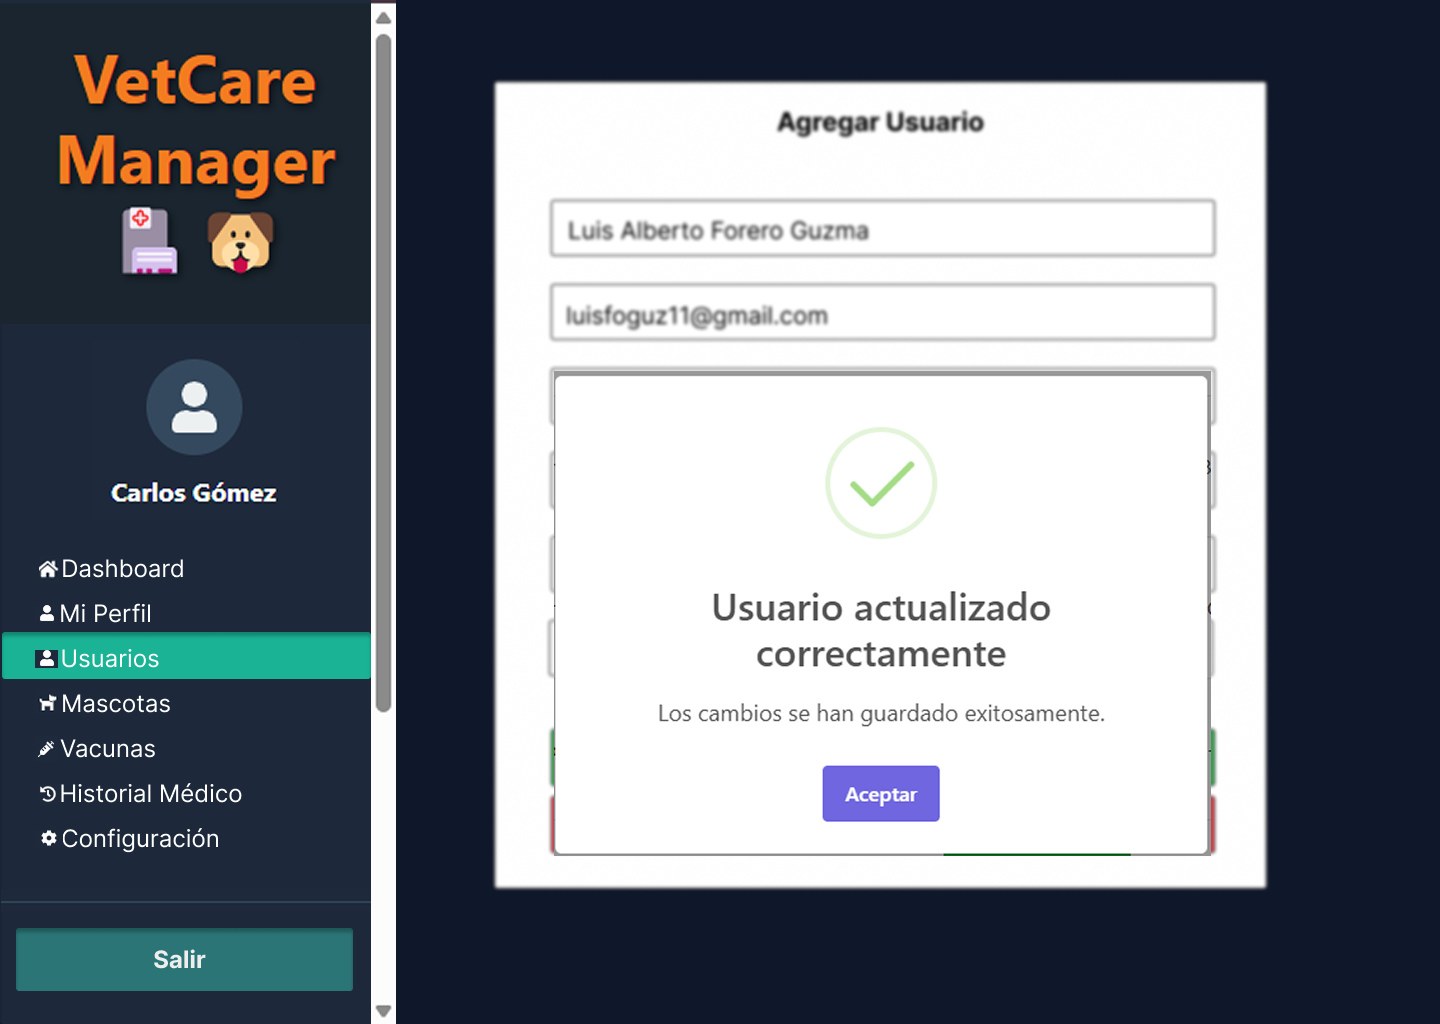 VetCare
Manager
Carlos Gómez
Dashboard
Mi Perfil
Usuarios
Mascotas
Vacunas
Historial Médico
Configuración
Salir
Agregar Usuario
Luis Alberto Forero Guzma
luisfoguz11@gmail.com
Usuario actualizado
correctamente
Los cambios se han guardado exitosamente.
Aceptar